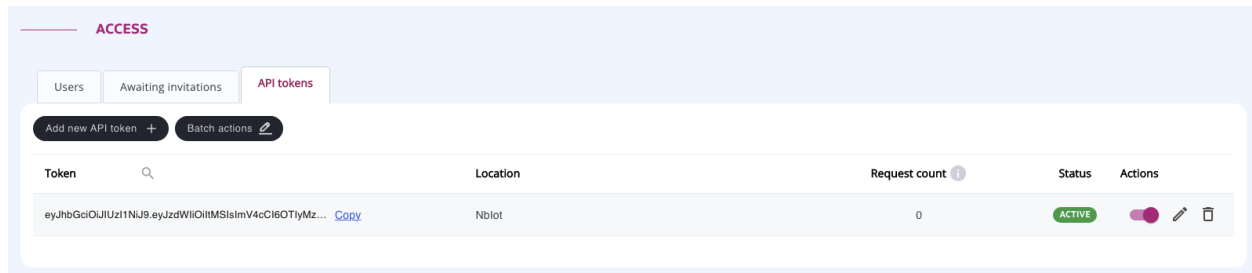 ACCESS
Users Awaiting invitations API tokens
Add new API token + Batch actions
Token Location Request count i Status Actions
eyJhbGciOiJIUzI1NiJ9.eyJzdWIiOiItMSIsImV4cCI6OTIyMz... Copy NbIot 0 ACTIVE